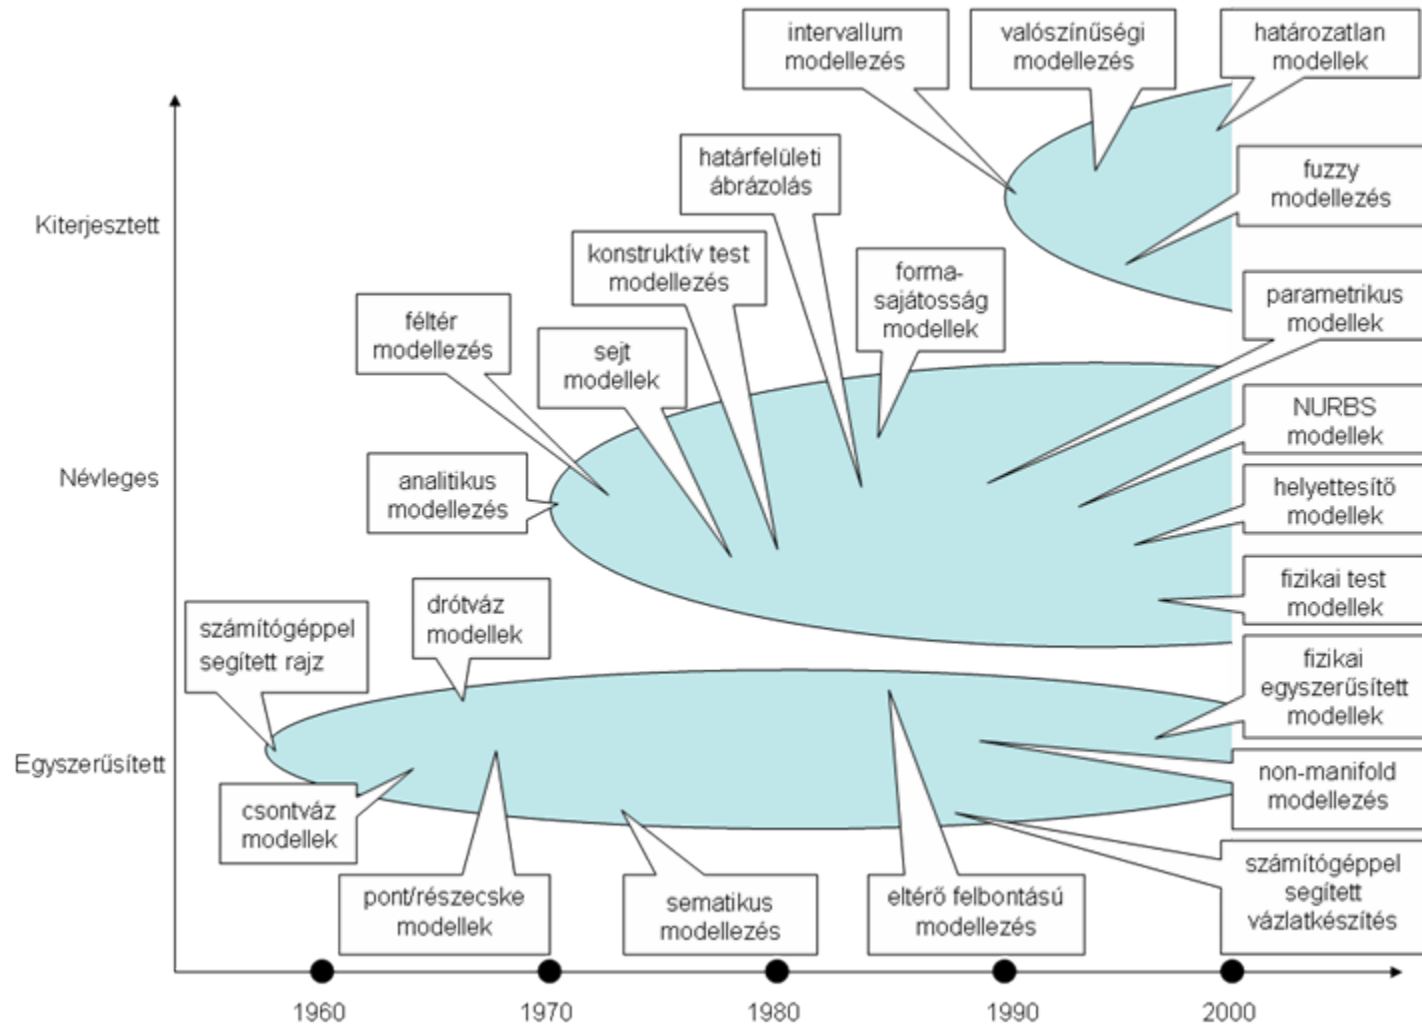 intervallum
modellezés
valószínűségi
modellezés
határozatlan
modellek
határfelületi
ábrázolás
fuzzy
modellezés
Kiterjesztett
konstruktív test
modellezés
forma-
sajátosság
modellek
parametrikus
modellek
féltér
modellezés
sejt
modellek
NURBS
modellek
Névleges
analitikus
modellezés
helyettesítő
modellek
fizikai test
modellek
drótváz
modellek
számítógéppel
segített rajz
fizikai
egyszerűsített
modellek
Egyszerűsített
non-manifold
modellezés
csontváz
modellek
pont/részecske
modellek
sematikus
modellezés
eltérő felbontású
modellezés
számítógéppel
segített
vázlatkészítés
1960
1970
1980
1990
2000